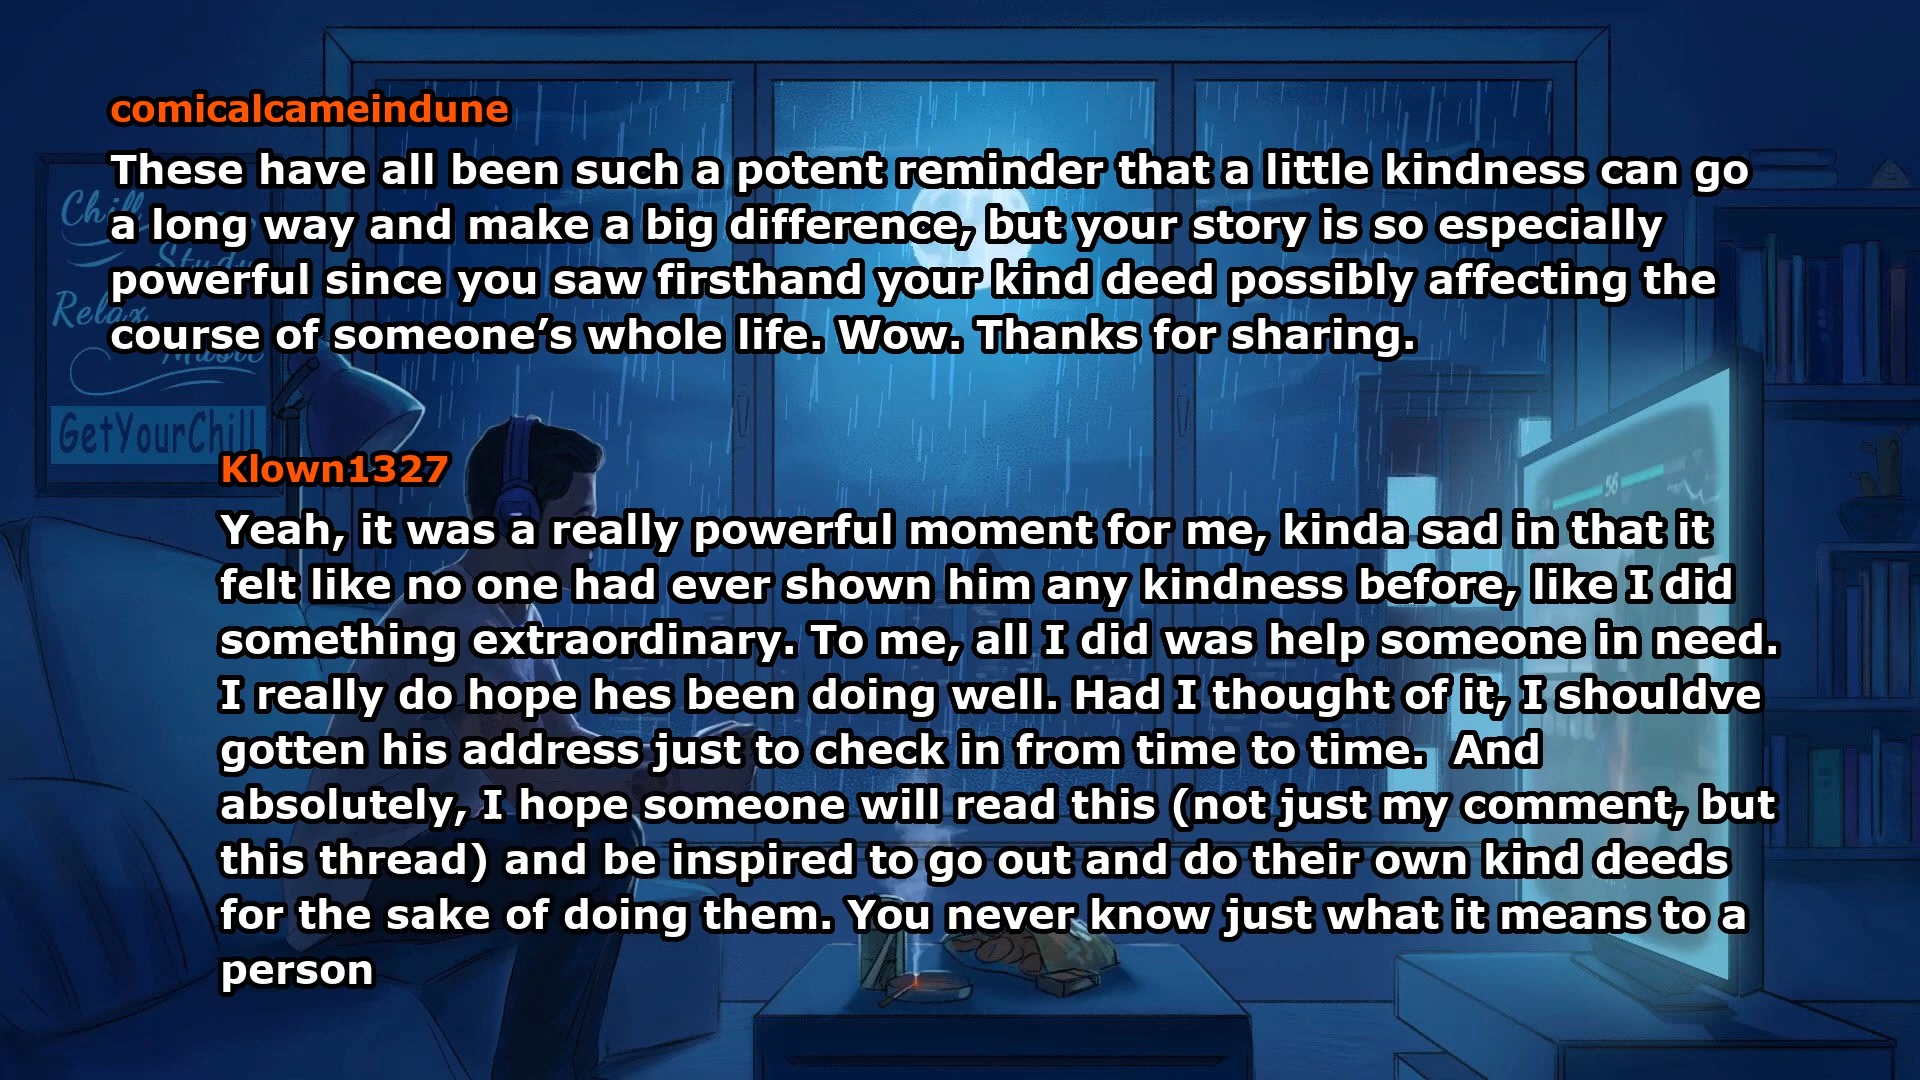 comicalcameindune
These have all been such a potent reminder that a little kindness can go
a long way and make a big difference, but your story is so especially
powerful since you saw firsthand your kind deed possibly affecting the
course of someone’s whole life. Wow. Thanks for sharing.
Chill
Study
Relax
Music
GetYourChill
Klown1327
Yeah, it was a really powerful moment for me, kinda sad in that it
felt like no one had ever shown him any kindness before, like I did
something extraordinary. To me, all I did was help someone in need.
I really do hope hes been doing well. Had I thought of it, I shouldve
gotten his address just to check in from time to time.  And
absolutely, I hope someone will read this (not just my comment, but
this thread) and be inspired to go out and do their own kind deeds
for the sake of doing them. You never know just what it means to a
person
56